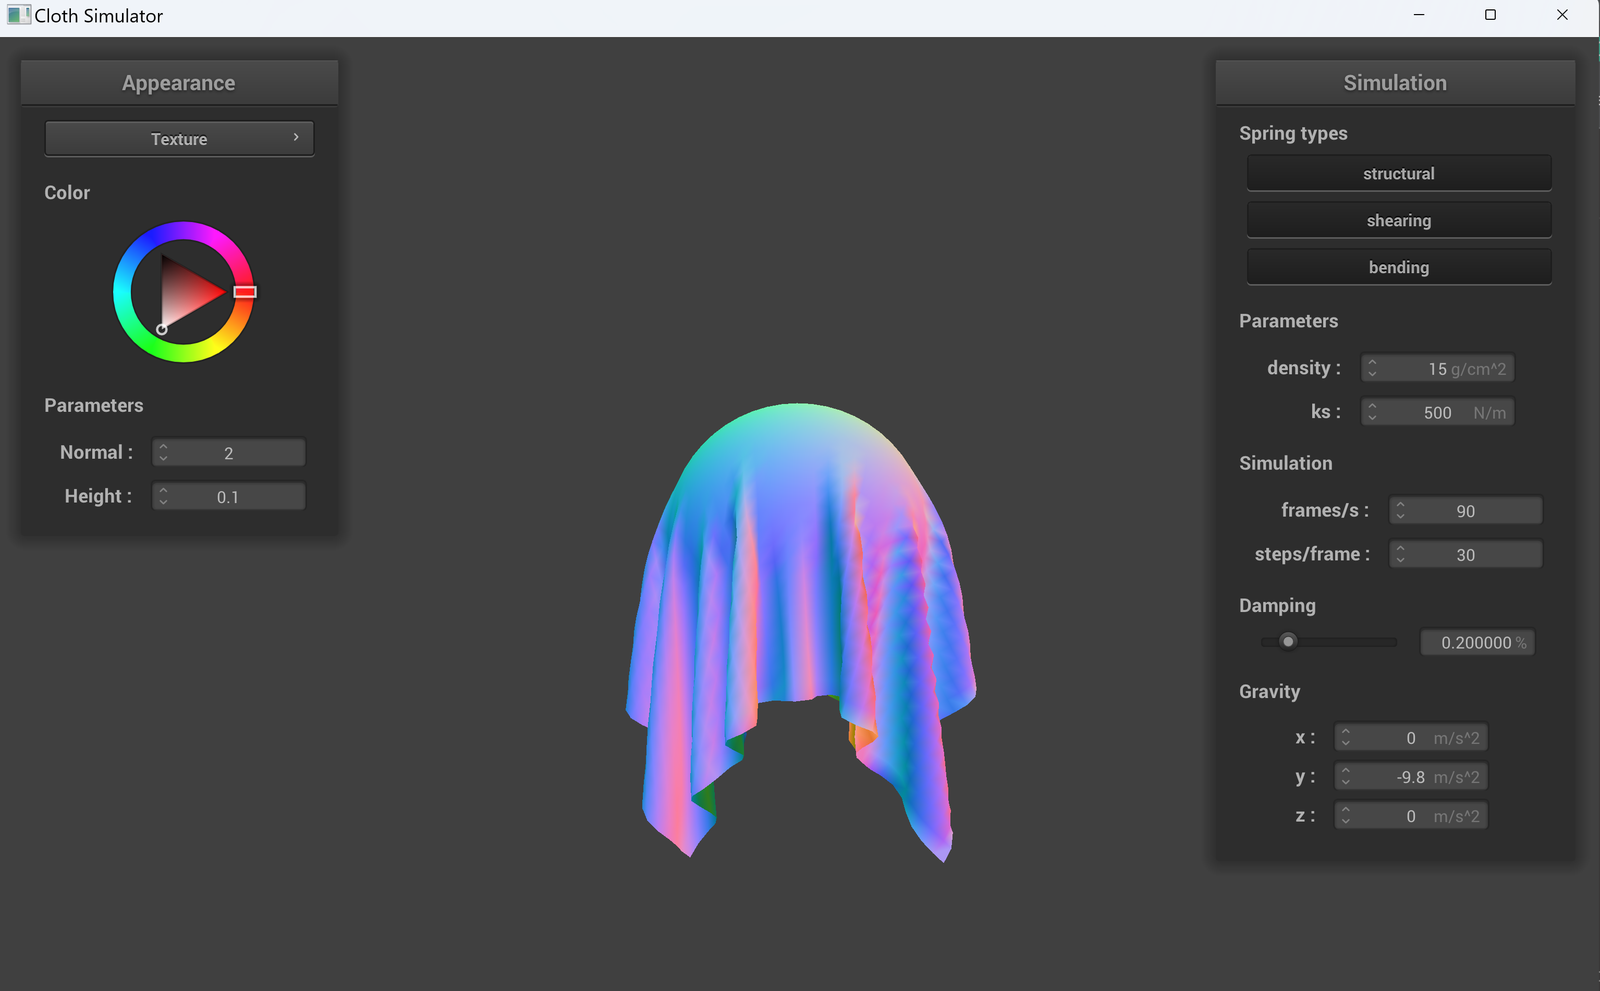 Cloth Simulator
Appearance
Texture
Color
Parameters
Normal : 2
Height : 0.1
Simulation
Spring types
structural
shearing
bending
Parameters
density : 15 g/cm^2
ks : 500 N/m
Simulation
frames/s : 90
steps/frame : 30
Damping
0.200000 %
Gravity
x : 0 m/s^2
y : -9.8 m/s^2
z : 0 m/s^2